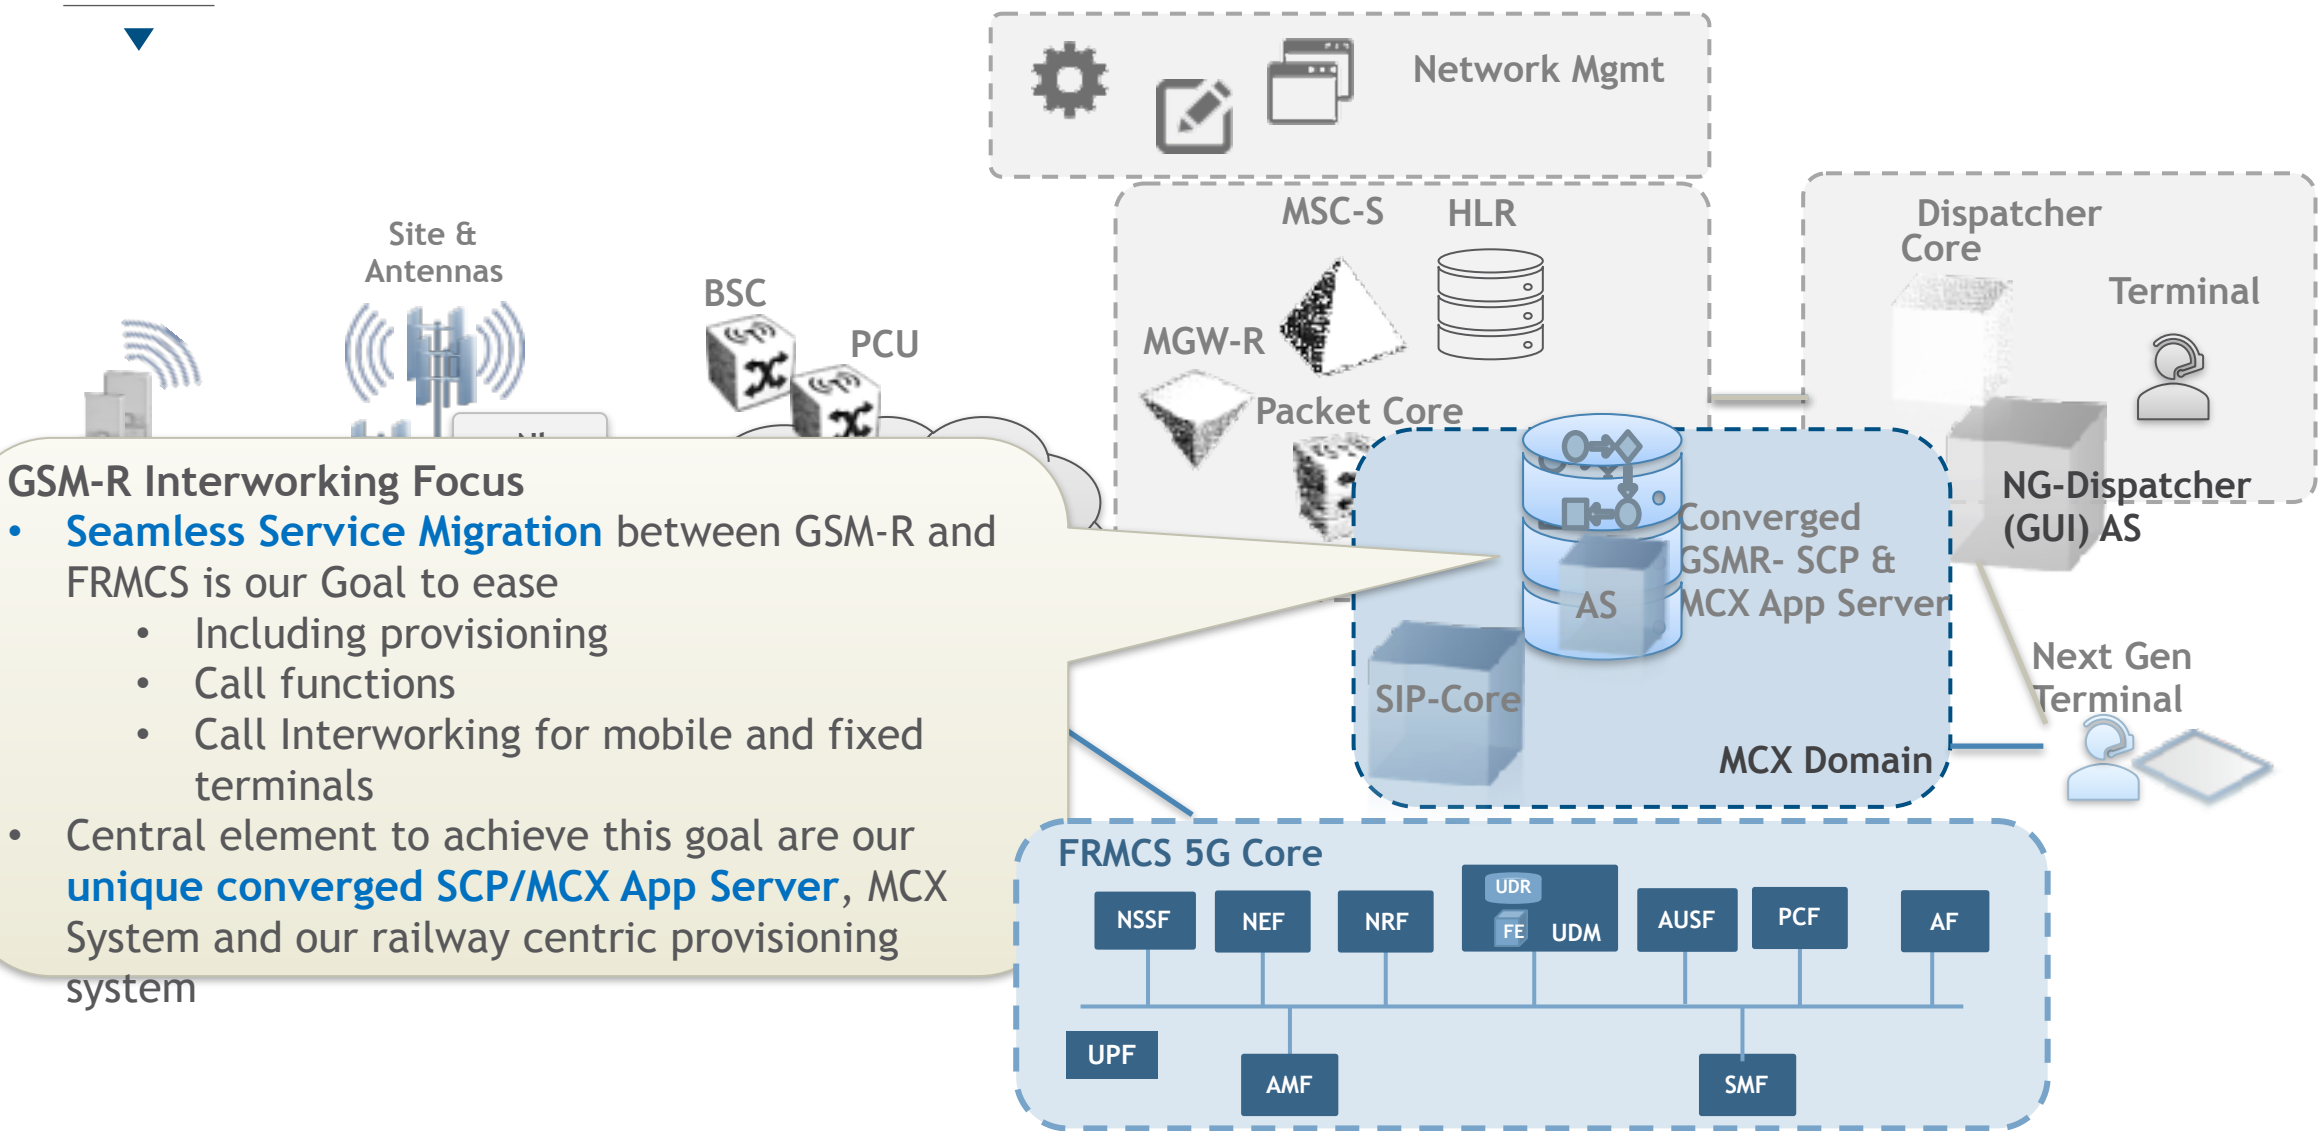 Network Mgmt
MSC-S
HLR
Dispatcher
Core
Terminal
Site &
Antennas
BSC
PCU
MGW-R
Packet Core
GSM-R Interworking Focus
• Seamless Service Migration between GSM-R and
FRMCS is our Goal to ease
• Including provisioning
• Call functions
• Call Interworking for mobile and fixed
terminals
• Central element to achieve this goal are our
unique converged SCP/MCX App Server, MCX
System and our railway centric provisioning
system
NG-Dispatcher
(GUI) AS
Converged
GSMR- SCP &
MCX App Server
AS
SIP-Core
MCX Domain
Next Gen
Terminal
FRMCS 5G Core
NSSF
NEF
NRF
UDR
FE
UDM
AUSF
PCF
AF
UPF
AMF
SMF